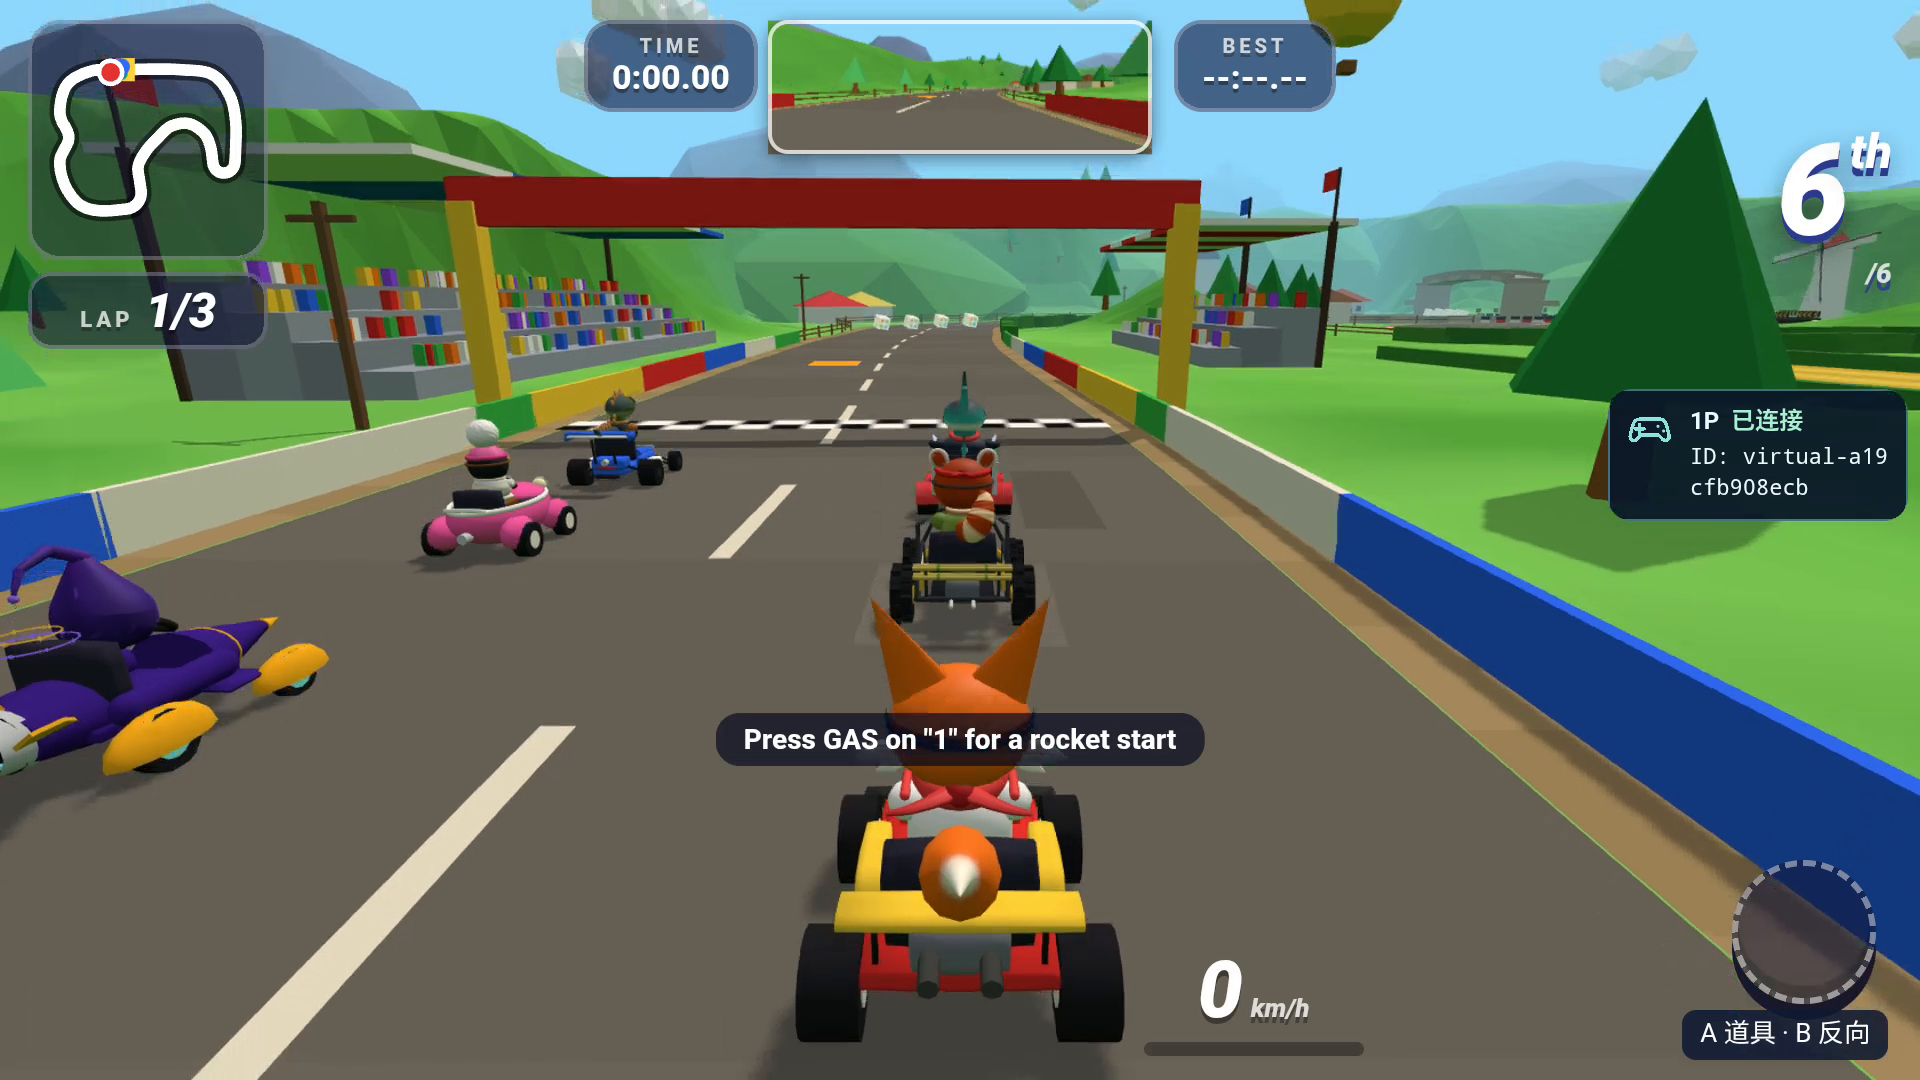 TIME
0:00.00
BEST
--:--.--
6th
/6
LAP 1/3
1P 已连接
ID: virtual-a19
cfb908ecb
Press GAS on "1" for a rocket start
0 km/h
A 道具 · B 反向